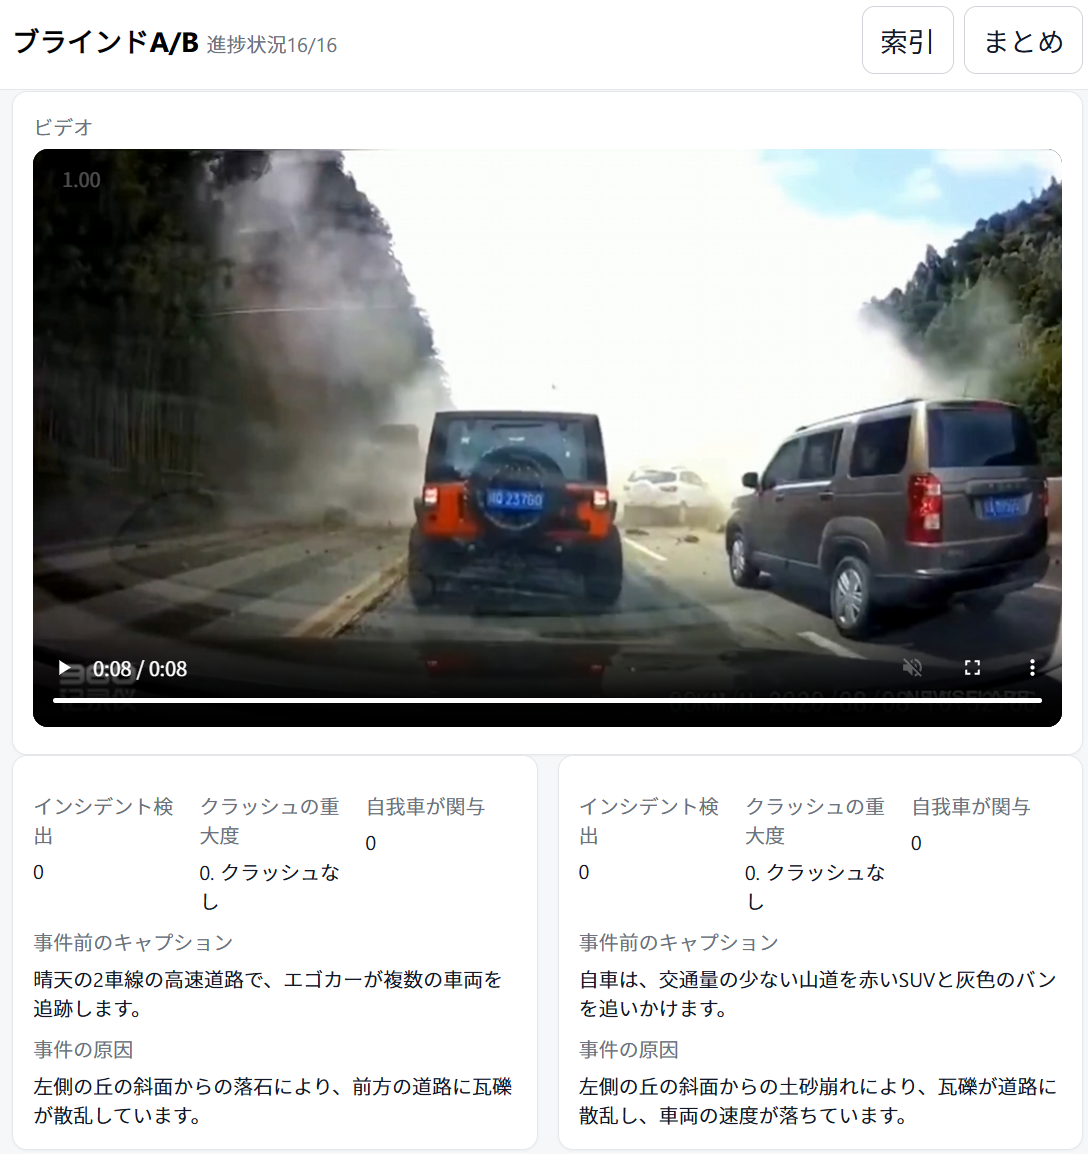 ブラインドA/B 進捗状況16/16
索引
まとめ
ビデオ
1.00
0:08 / 0:08
インシデント検出
0
クラッシュの重大度
0. クラッシュなし
自我車が関与
0
事件前のキャプション
晴天の2車線の高速道路で、エゴカーが複数の車両を
追跡します。
事件の原因
左側の丘の斜面からの落石により、前方の道路に瓦礫
が散乱しています。
インシデント検出
0
クラッシュの重大度
0. クラッシュなし
自我車が関与
0
事件前のキャプション
自車は、交通量の少ない山道を赤いSUVと灰色のバン
を追いかけます。
事件の原因
左側の丘の斜面からの土砂崩れにより、瓦礫が道路に
散乱し、車両の速度が落ちています。